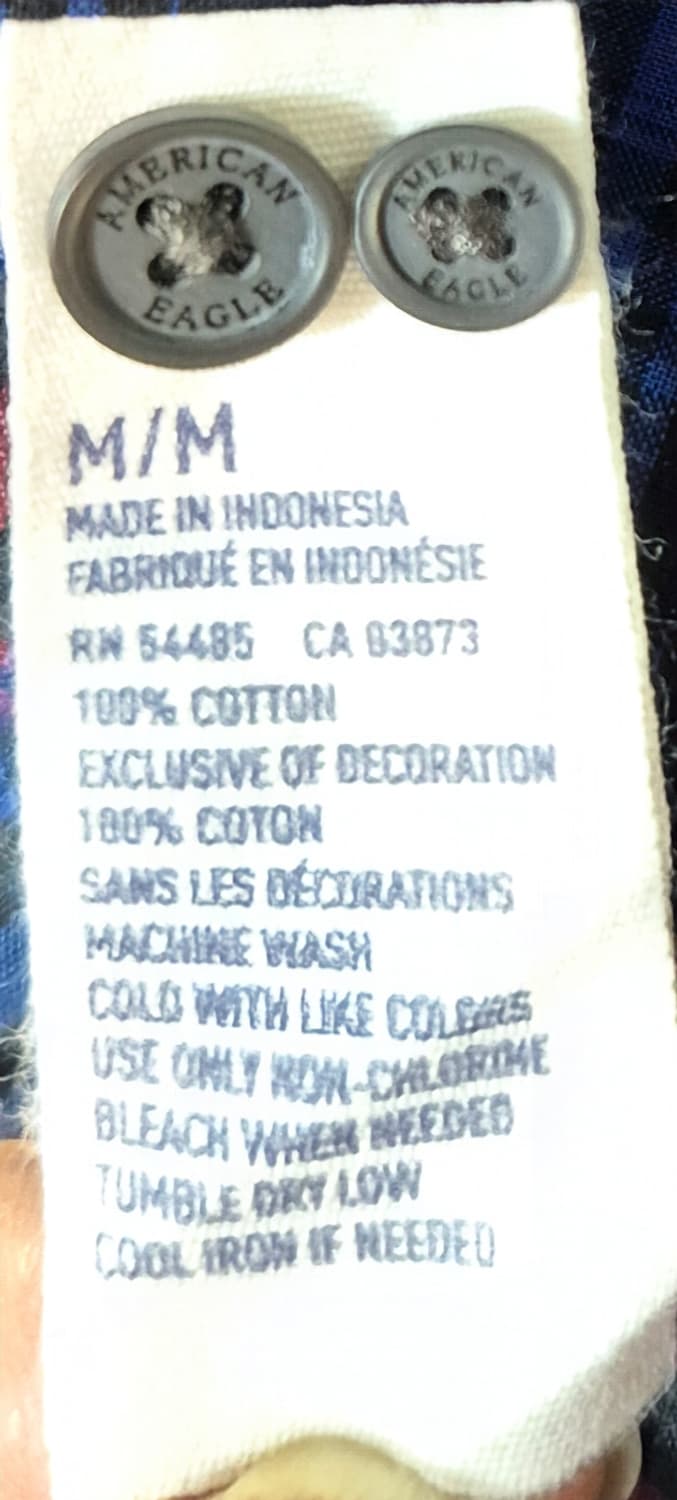 AMERICAN
EAGLE
AMERICAN
EAGLE
M/M
MADE IN INDONESIA
FABRIQUÉ EN INDONÉSIE
RN 54485 CA 03873
100% COTTON
EXCLUSIVE OF DECORATION
100% COTON
SANS LES DÉCORATIONS
MACHINE WASH
COLD WITH LIKE COLORS
USE ONLY NON-CHLORINE
BLEACH WHEN NEEDED
TUMBLE DRY LOW
COOL IRON IF NEEDED